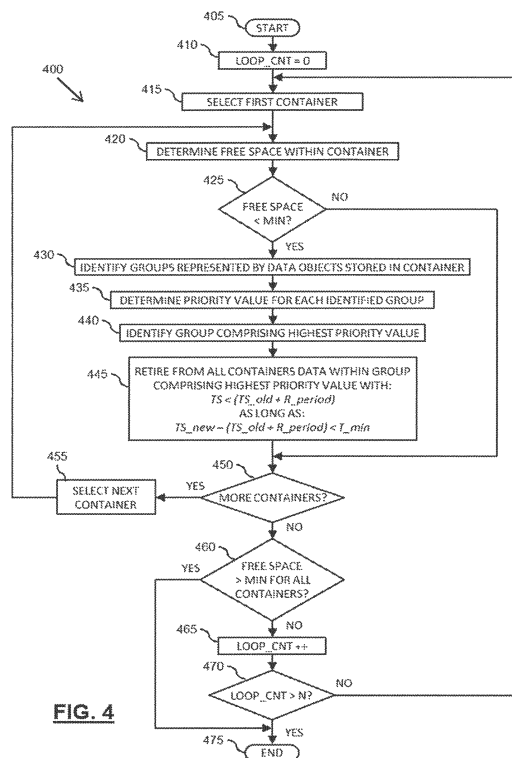 405
START
410
LOOP_CNT = 0
400
415
SELECT FIRST CONTAINER
420
DETERMINE FREE SPACE WITHIN CONTAINER
425
FREE SPACE
< MIN?
NO
YES
430
IDENTIFY GROUPS REPRESENTED BY DATA OBJECTS STORED IN CONTAINER
435
DETERMINE PRIORITY VALUE FOR EACH IDENTIFIED GROUP
440
IDENTIFY GROUP COMPRISING HIGHEST PRIORITY VALUE
445
RETIRE FROM ALL CONTAINERS DATA WITHIN GROUP
COMPRISING HIGHEST PRIORITY VALUE WITH:
TS < (TS_old + R_period)
AS LONG AS:
TS_new – (TS_old + R_period) < T_min
455
SELECT NEXT
CONTAINER
YES
450
MORE CONTAINERS?
NO
460
YES
FREE SPACE
> MIN FOR ALL
CONTAINERS?
NO
465
LOOP_CNT ++
470
LOOP_CNT > N?
NO
YES
475
END
FIG. 4